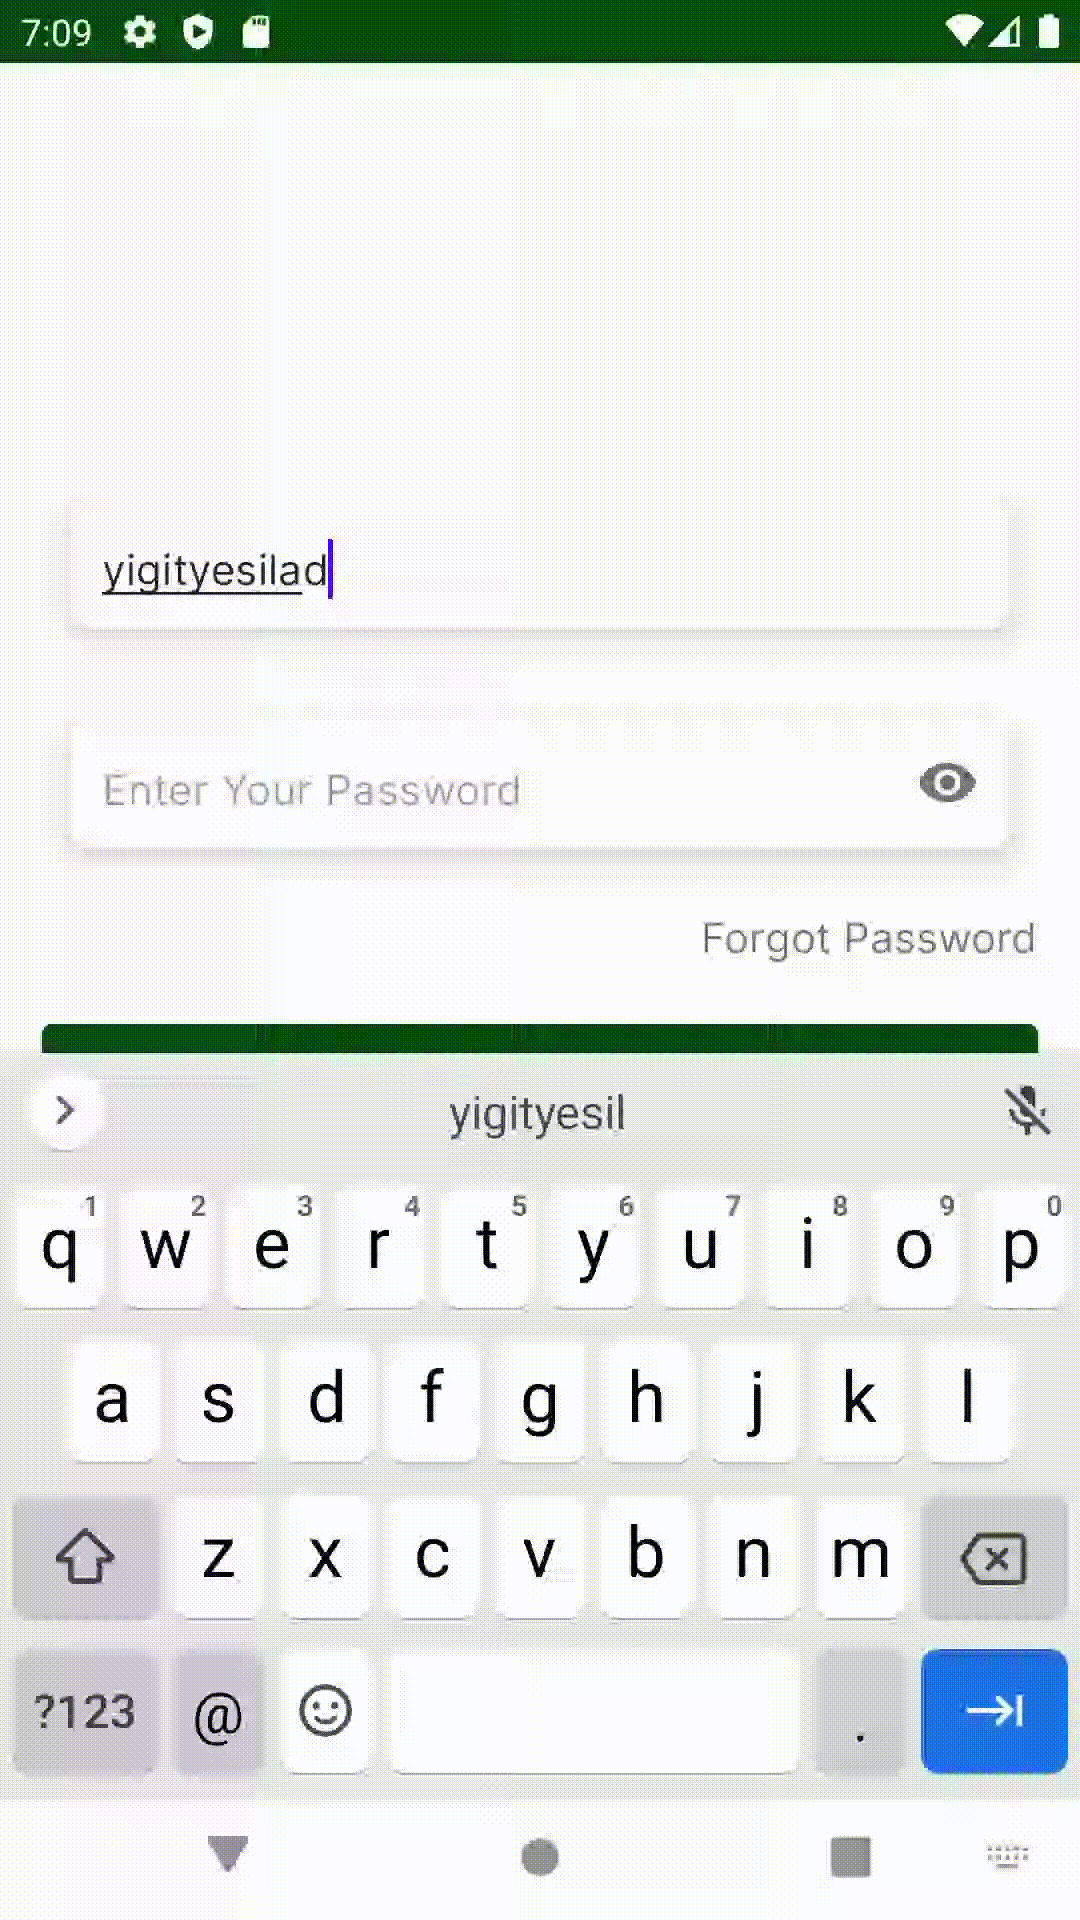 7:09
yigityesilad
Enter Your Password
Forgot Password
yigityesil
1 2 3 4 5 6 7 8 9 0
q w e r t y u i o p
a s d f g h j k l
z x c v b n m
?123 @ .